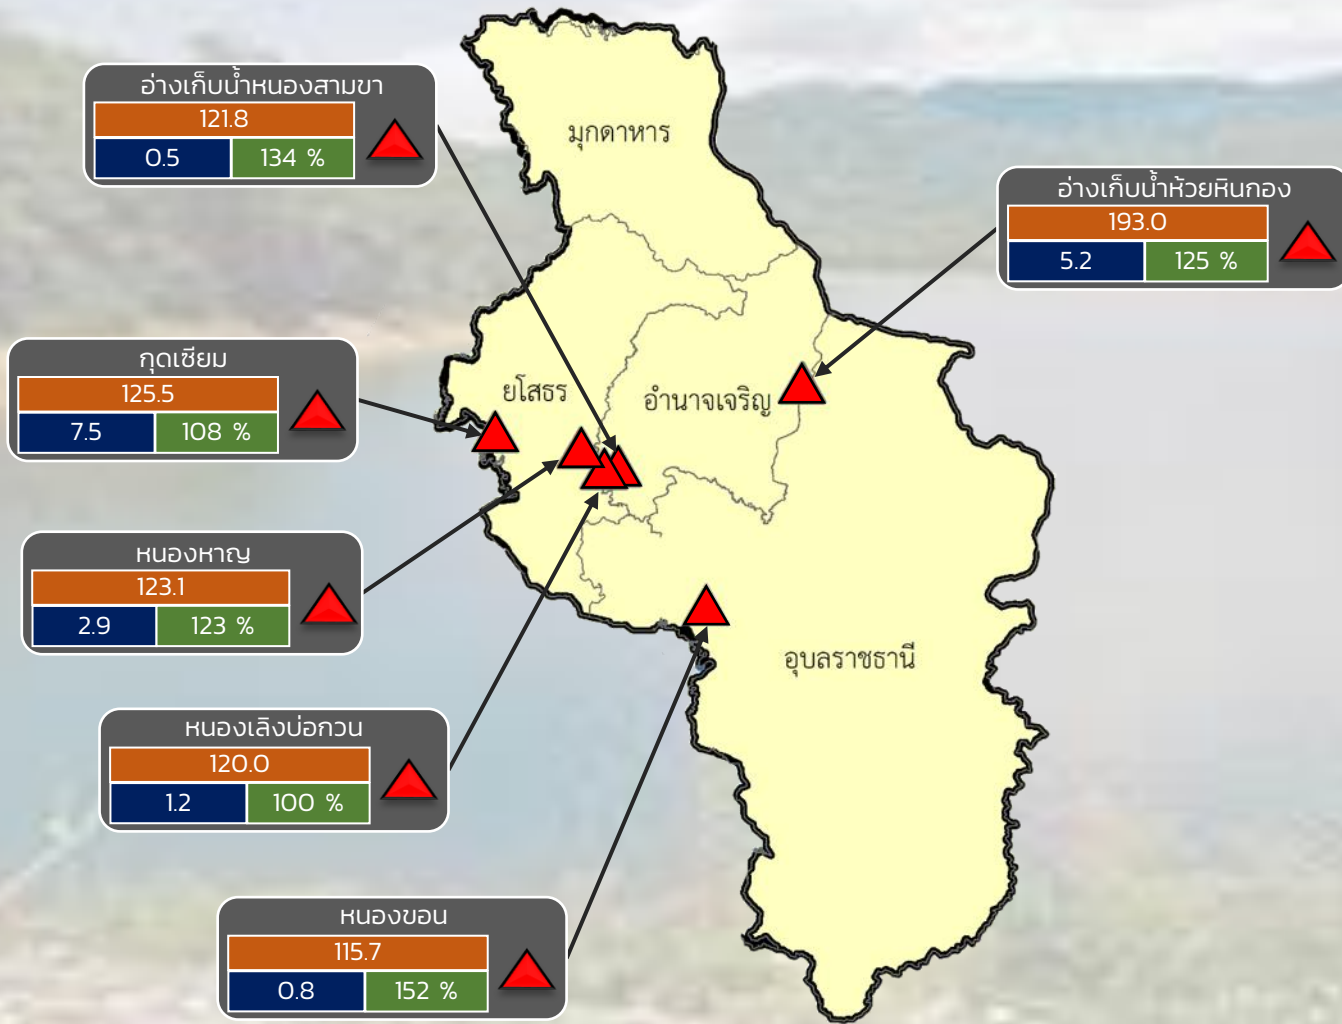 อ่างเก็บน้ำหนองสามขา
121.8
0.5 134 %
มุกดาหาร
อ่างเก็บน้ำห้วยหินกอง
193.0
5.2 125 %
กุดเซียม
125.5
7.5 108 %
ยโสธร
อำนาจเจริญ
หนองหาญ
123.1
2.9 123 %
อุบลราชธานี
หนองเลิงบ่อกวน
120.0
1.2 100 %
หนองขอน
115.7
0.8 152 %